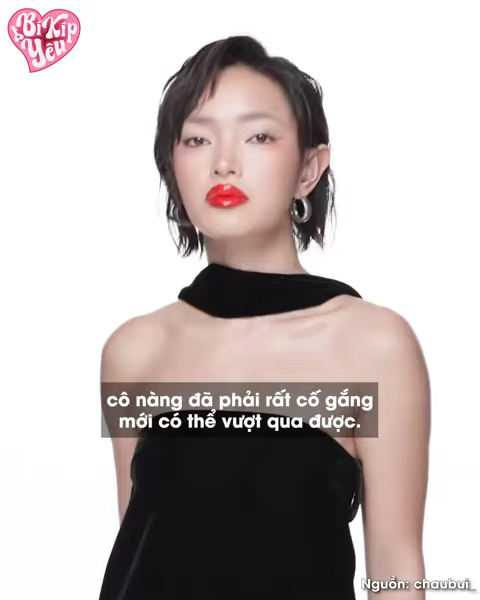 Bí Kíp
Yêu
cô nàng đã phải rất cố gắng
mới có thể vượt qua được.
Nguồn: chaubui_